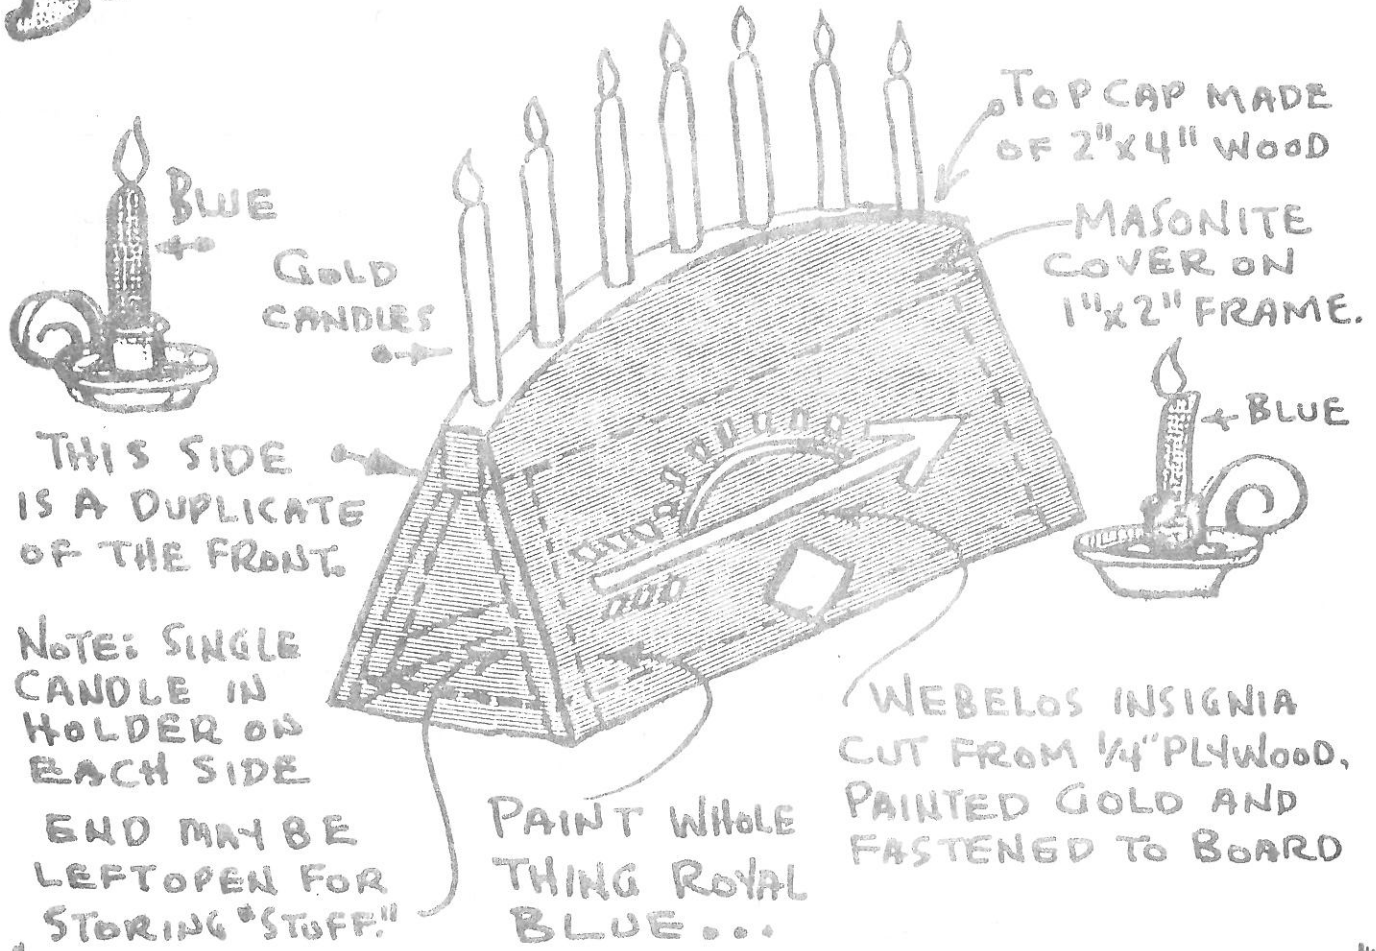 TOP CAP MADE
OF 2"X4" WOOD
BLUE
MASONITE
COVER ON
1"X2" FRAME.
GOLD
CANDLES
BLUE
THIS SIDE
IS A DUPLICATE
OF THE FRONT.
NOTE: SINGLE
CANDLE IN
HOLDER ON
EACH SIDE
END MAY BE
LEFT OPEN FOR
STORING "STUFF."
PAINT WHOLE
THING ROYAL
BLUE...
WEBELOS INSIGNIA
CUT FROM 1/4" PLYWOOD,
PAINTED GOLD AND
FASTENED TO BOARD